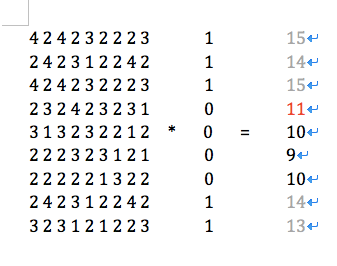 4 2 4 2 3 2 2 2 3 1 15
2 4 2 3 1 2 2 4 2 1 14
4 2 4 2 3 2 2 2 3 1 15
2 3 2 4 2 3 2 3 1 0 11
3 1 3 2 3 2 2 1 2 * 0 = 10
2 2 2 3 2 3 1 2 1 0 9
2 2 2 2 2 1 3 2 2 0 10
2 4 2 3 1 2 2 4 2 1 14
3 2 3 1 2 1 2 2 3 1 13